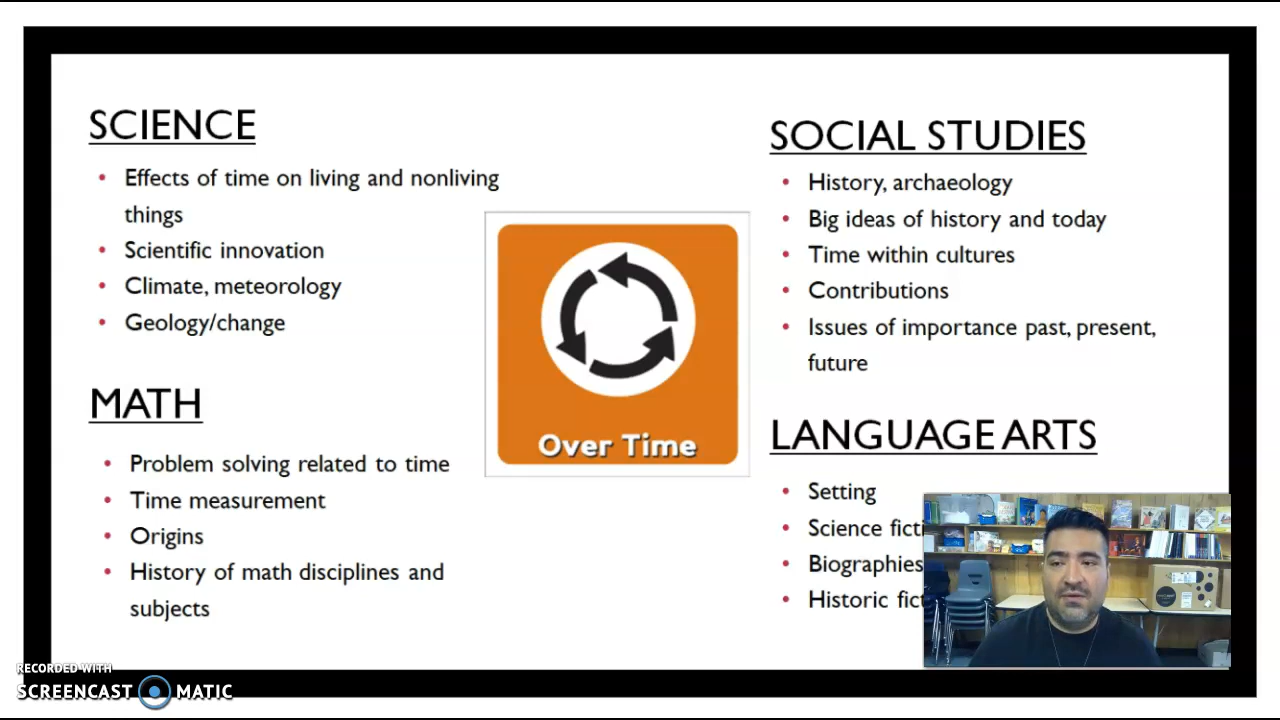 SCIENCE
• Effects of time on living and nonliving
things
• Scientific innovation
• Climate, meteorology
• Geology/change
MATH
• Problem solving related to time
• Time measurement
• Origins
• History of math disciplines and
subjects
Over Time
SOCIAL STUDIES
• History, archaeology
• Big ideas of history and today
• Time within cultures
• Contributions
• Issues of importance past, present,
future
LANGUAGE ARTS
• Setting
• Science
• Biographies
• Historic
RECORDED WITH
SCREENCAST MATIC